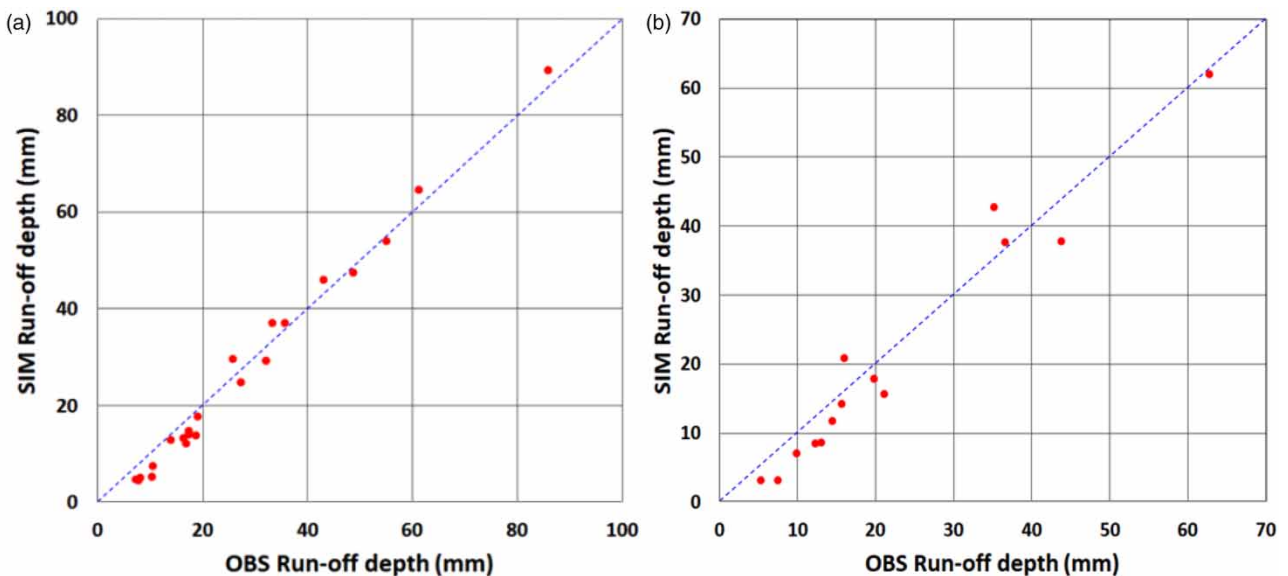 (a)
SIM Run-off depth (mm)
100
80
60
40
20
0
0 20 40 60 80 100
OBS Run-off depth (mm)
(b)
SIM Run-off depth (mm)
70
60
50
40
30
20
10
0
0 10 20 30 40 50 60 70
OBS Run-off depth (mm)